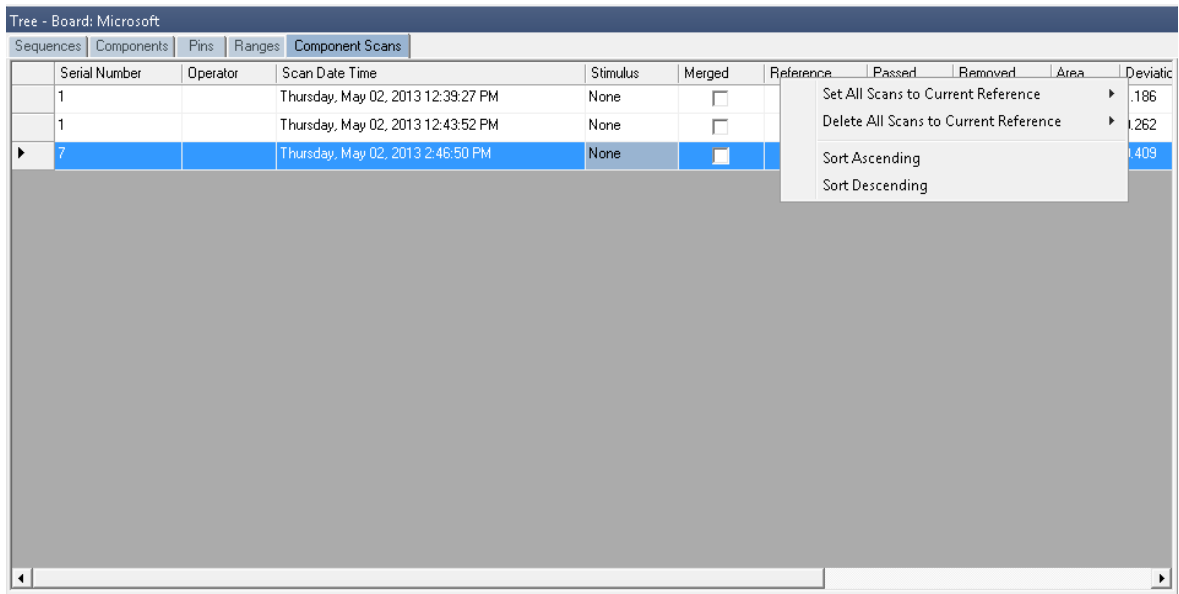 Tree - Board: Microsoft
Sequences Components Pins Ranges Component Scans
Serial Number Operator Scan Date Time Stimulus Merged Reference Passed Removed Area
1 Thursday, May 02, 2013 12:39:27 PM None .186
Set All Scans to Current Reference
1 Thursday, May 02, 2013 12:43:52 PM None .262
Delete All Scans to Current Reference
7 Thursday, May 02, 2013 2:46:50 PM None .409
Sort Ascending
Sort Descending